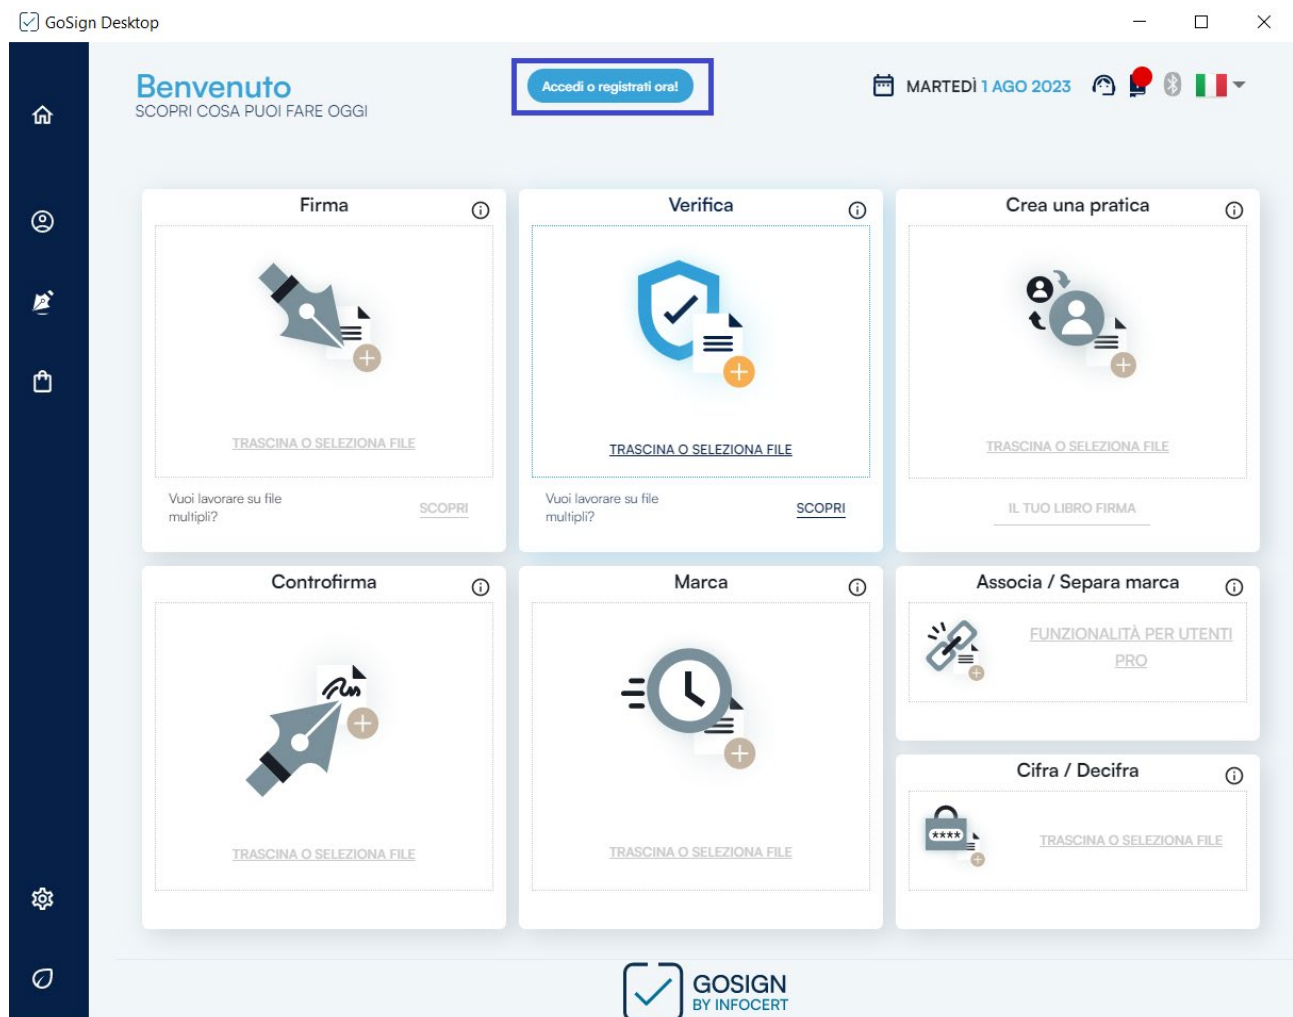 GoSign Desktop
Benvenuto
SCOPRI COSA PUOI FARE OGGI
Accedi o registrati ora!
MARTEDÌ 1 AGO 2023
Firma
TRASCINA O SELEZIONA FILE
Vuoi lavorare su file
multipli?
SCOPRI
Verifica
TRASCINA O SELEZIONA FILE
Vuoi lavorare su file
multipli?
SCOPRI
Crea una pratica
TRASCINA O SELEZIONA FILE
IL TUO LIBRO FIRMA
Controfirma
TRASCINA O SELEZIONA FILE
Marca
TRASCINA O SELEZIONA FILE
Associa / Separa marca
FUNZIONALITÀ PER UTENTI
PRO
Cifra / Decifra
****
TRASCINA O SELEZIONA FILE
GOSIGN
BY INFOCERT